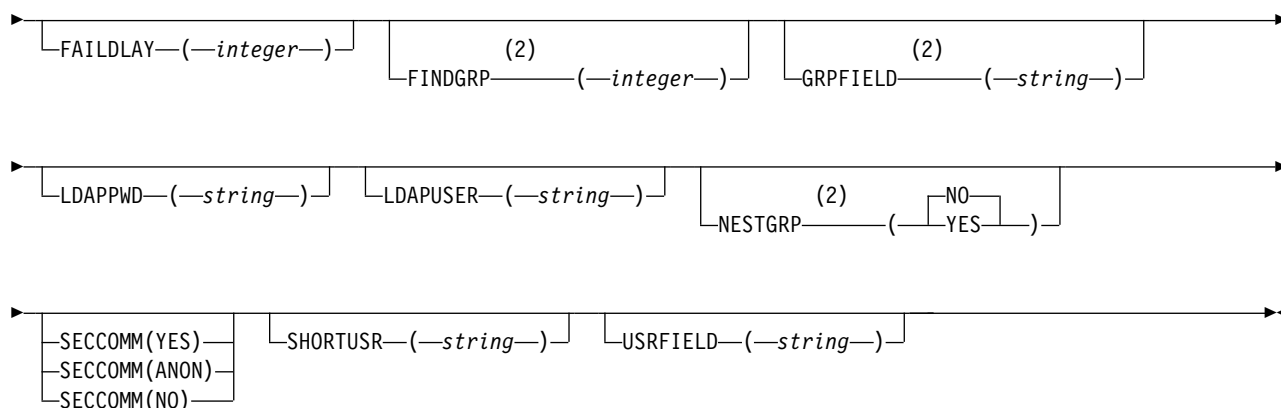 FAILDLAY ( integer )
(2)
FINDGRP ( integer )
(2)
GRPFIELD ( string )
LDAPPWD ( string )
LDAPUSER ( string )
(2)
NO
NESTGRP ( YES )
SECCOMM(YES)
SECCOMM(ANON)
SECCOMM(NO)
SHORTUSR ( string )
USRFIELD ( string )